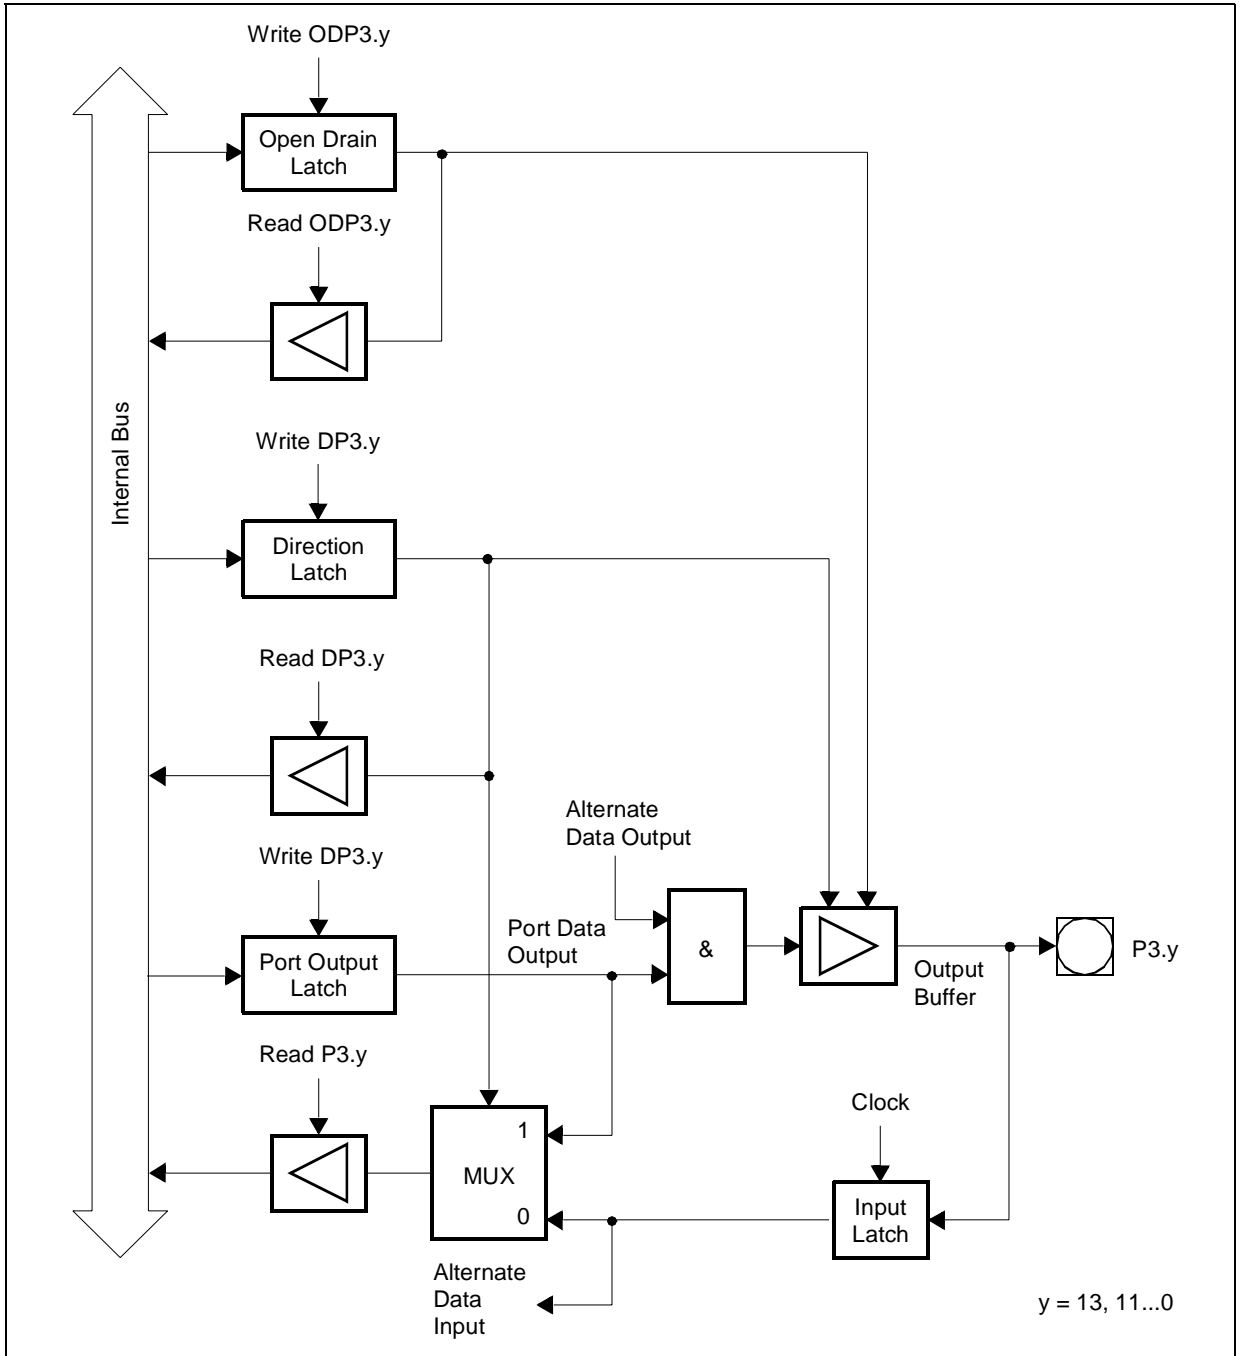 Write ODP3.y
Open Drain
Latch
Read ODP3.y
Internal Bus
Write DP3.y
Direction
Latch
Read DP3.y
Alternate
Data Output
Write DP3.y
Port Data
Output
&
Port Output
Latch
Output
Buffer
P3.y
Read P3.y
1
MUX
0
Clock
Input
Latch
Alternate
Data
Input
y = 13, 11...0